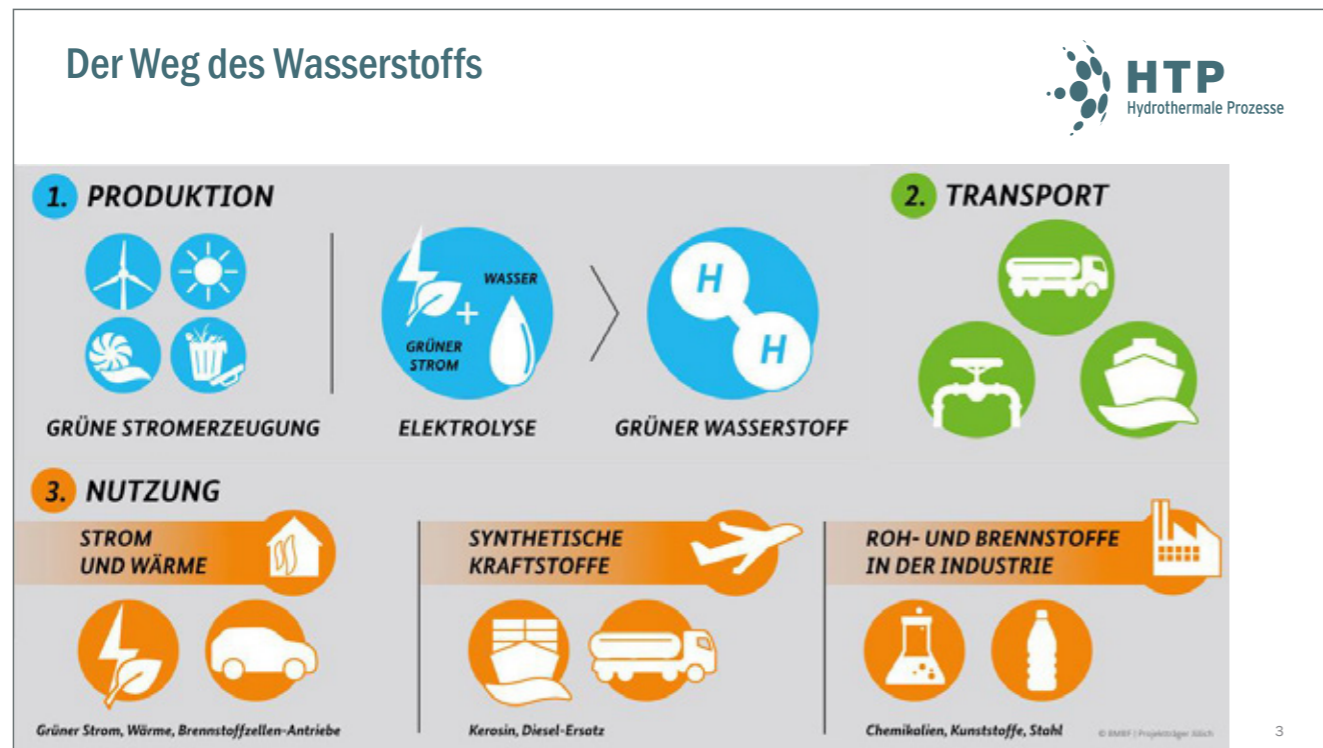 Der Weg des Wasserstoffs
HTP
Hydrothermale Prozesse
1. PRODUKTION
WASSER
+
GRÜNER
STROM
H
H
GRÜNE STROMERZEUGUNG
ELEKTROLYSE
GRÜNER WASSERSTOFF
2. TRANSPORT
3. NUTZUNG
STROM
UND WÄRME
Grüner Strom, Wärme, Brennstoffzellen-Antriebe
SYNTHETISCHE
KRAFTSTOFFE
Kerosin, Diesel-Ersatz
ROH- UND BRENNSTOFFE
IN DER INDUSTRIE
Chemikalien, Kunststoffe, Stahl
© BMBF | Projektträger Jülich
3